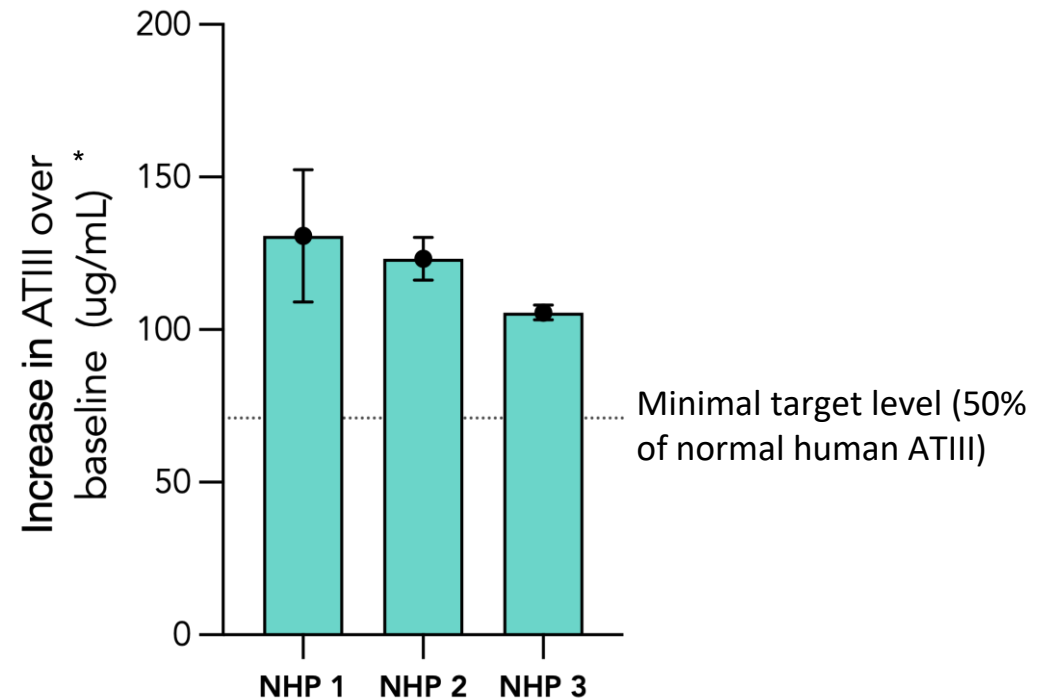 200
150
100
50
0
Increase in ATIII over
baseline (ug/mL) *
Minimal target level (50%
of normal human ATIII)
NHP 1 NHP 2 NHP 3